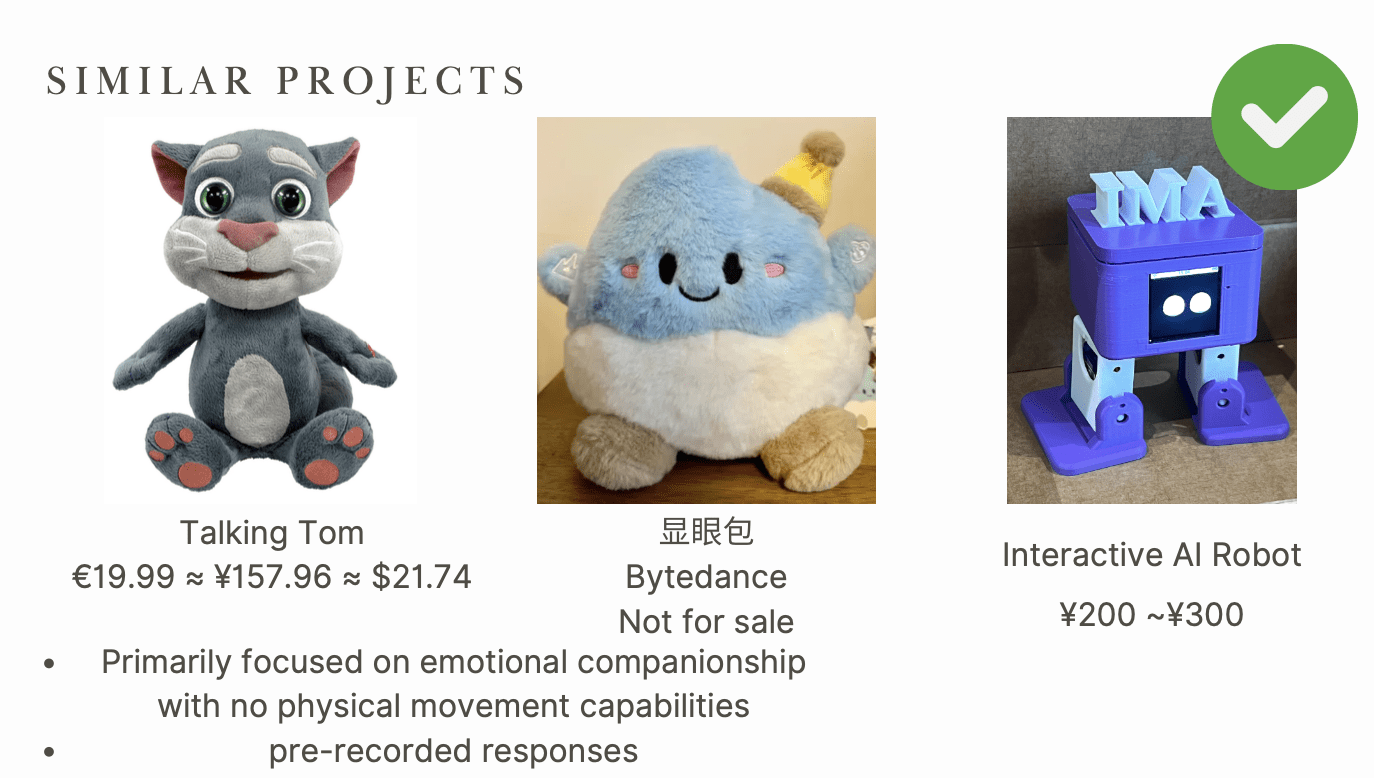 SIMILAR PROJECTS
IMA
Talking Tom
€19.99 ≈ ¥157.96 ≈ $21.74
显眼包
Bytedance
Not for sale
Interactive AI Robot
¥200 ~¥300
• Primarily focused on emotional companionship
with no physical movement capabilities
• pre-recorded responses